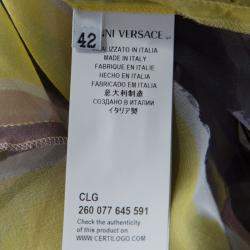 42
NI VERSACE
ALIZZATO IN ITALIA
MADE IN ITALY
FABRIQUE EN ITALIE
HECHO EN ITALIA
FABRICADO EM ITALIA
意大利制造
СОЗДАНО В ИТАЛИИ
イタリア製
CLG
260 077 645 591
Check the authenticity
of this product on
WWW.CERTILOGO.COM